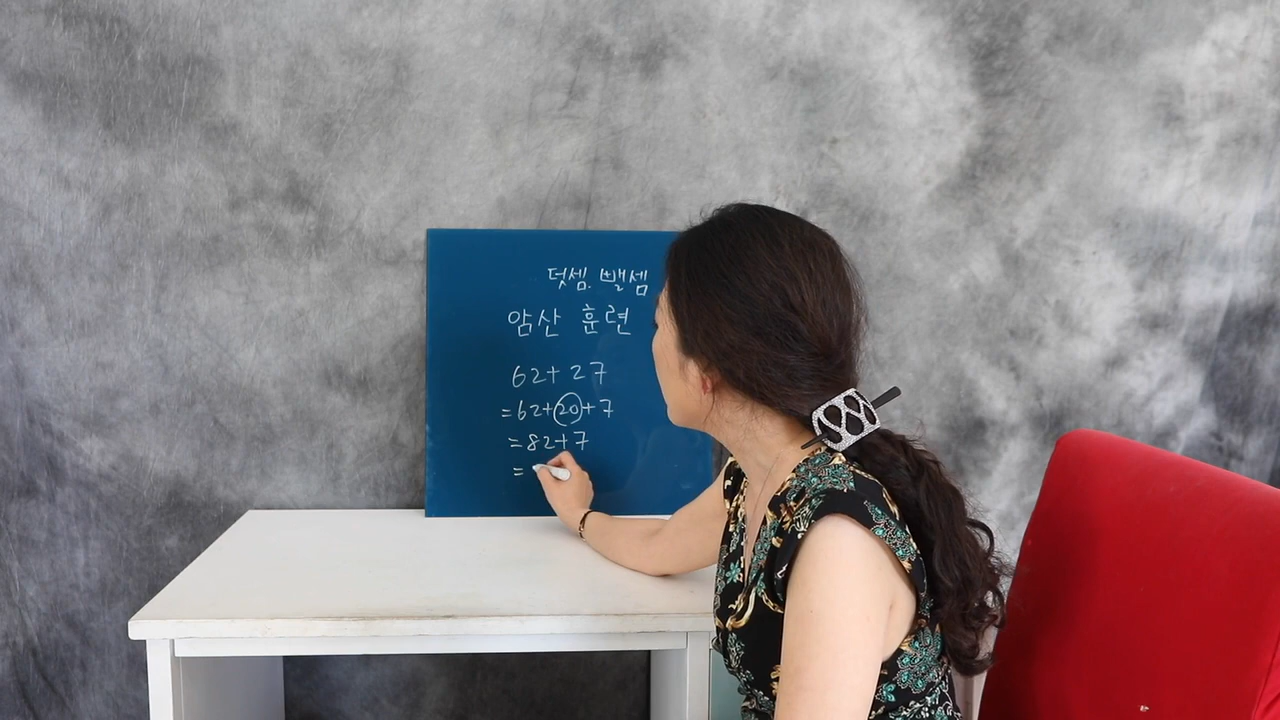 덧셈. 뺄셈
암산 훈련
62+27
=62+20+7
=82+7
=